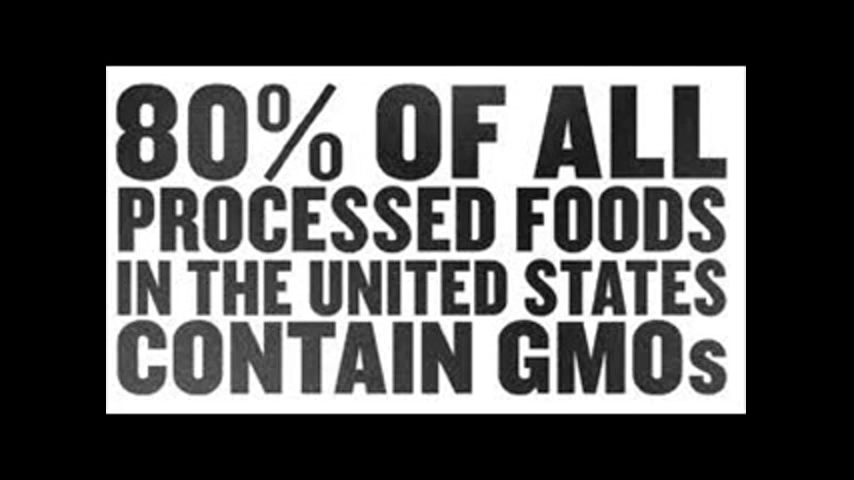 80% OF ALL
PROCESSED FOODS
IN THE UNITED STATES
CONTAIN GMOs